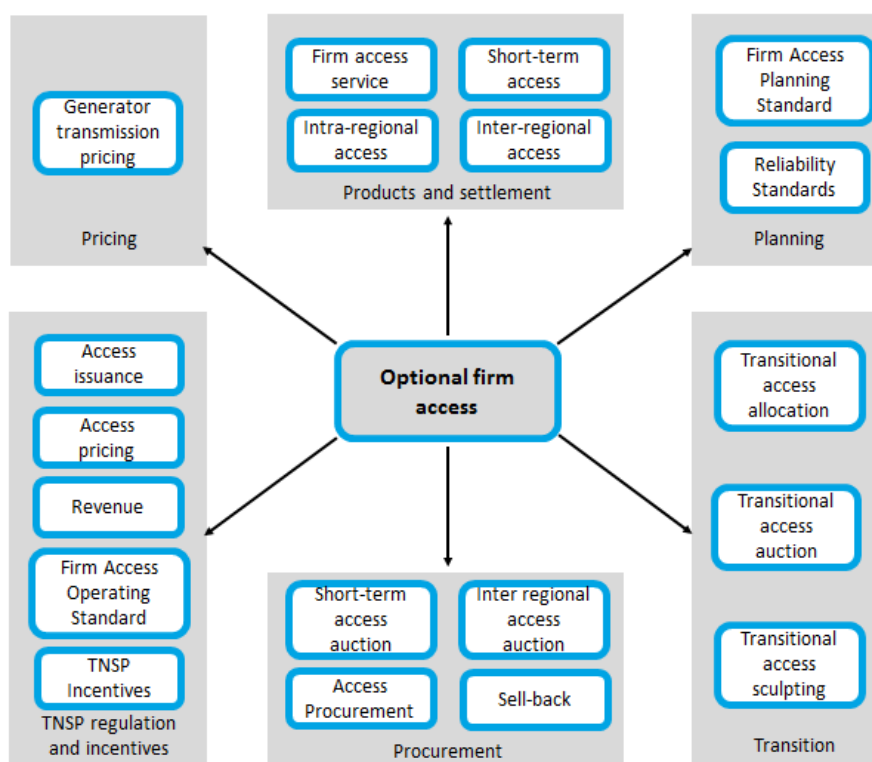 Generator
transmission
pricing
Pricing
Firm access
service
Short-term
access
Intra-regional
access
Inter-regional
access
Products and settlement
Firm Access
Planning
Standard
Reliability
Standards
Planning
Optional firm
access
Access
issuance
Access
pricing
Revenue
Firm Access
Operating
Standard
TNSP
Incentives
TNSP regulation
and incentives
Short-term
access
auction
Inter regional
access
auction
Access
Procurement
Sell-back
Procurement
Transitional
access
allocation
Transitional
access
auction
Transitional
access
sculpting
Transition